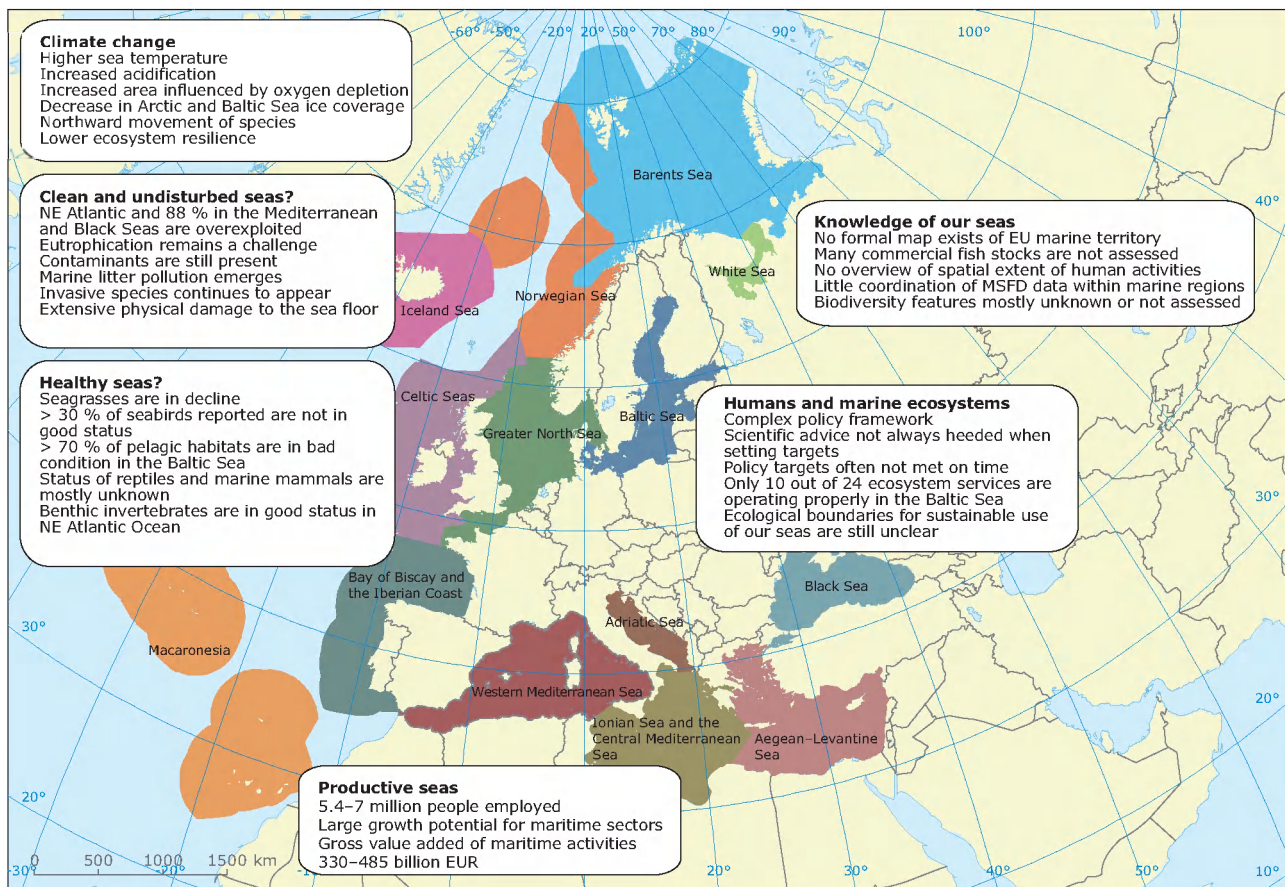 -60°
-50°
-20°
20°
50°
70°
80°
90°
100°
Climate change
Higher sea temperature
Increased acidification
Increased area influenced by oxygen depletion
Decrease in Arctic and Baltic Sea ice coverage
Northward movement of species
Lower ecosystem resilience
Barents Sea
40°
Clean and undisturbed seas?
NE Atlantic and 88 % in the Mediterranean
and Black Seas are overexploited
Eutrophication remains a challenge
Contaminants are still present
Marine litter pollution emerges
Invasive species continues to appear
Extensive physical damage to the sea floor
Knowledge of our seas
No formal map exists of EU marine territory
Many commercial fish stocks are not assessed
No overview of spatial extent of human activities
Little coordination of MSFD data within marine regions
Biodiversity features mostly unknown or not assessed
White Sea
Norwegian Sea
Iceland Sea
Healthy seas?
Seagrasses are in decline
> 30 % of seabirds reported are not in
good status
> 70 % of pelagic habitats are in bad
condition in the Baltic Sea
Status of reptiles and marine mammals are
mostly unknown
Benthic invertebrates are in good status in
NE Atlantic Ocean
Celtic Seas
Greater North Sea
Baltic Sea
Humans and marine ecosystems
Complex policy framework
Scientific advice not always heeded when
setting targets
Policy targets often not met on time
Only 10 out of 24 ecosystem services are
operating properly in the Baltic Sea
Ecological boundaries for sustainable use
of our seas are still unclear
30°
Bay of Biscay and
the Iberian Coast
Black Sea
30°
Adriatic Sea
Macaronesia
Western Mediterranean Sea
20°
Ionian Sea and the
Central Mediterranean
Sea
Aegean–Levantine
Sea
Productive seas
5.4–7 million people employed
Large growth potential for maritime sectors
Gross value added of maritime activities
330–485 billion EUR
20°
0
500
1000
1500 km
-30°
-20°
20°
30°
40°
50°
10°